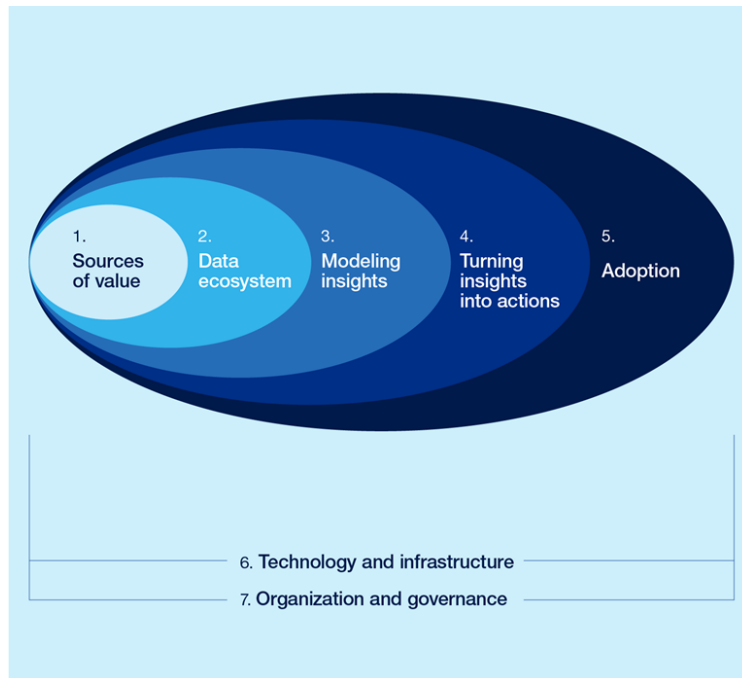 1.
Sources
of value
2.
Data
ecosystem
3.
Modeling
insights
4.
Turning
insights
into actions
5.
Adoption
6. Technology and infrastructure
7. Organization and governance